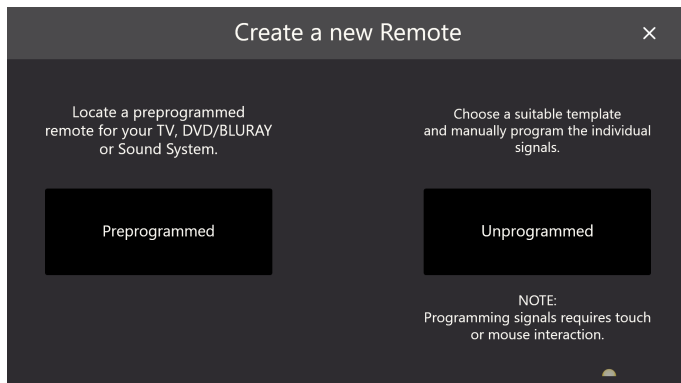 Create a new Remote
Locate a preprogrammed
remote for your TV, DVD/BLURAY
or Sound System.
Preprogrammed
Choose a suitable template
and manually program the individual
signals.
Unprogrammed
NOTE:
Programming signals requires touch
or mouse interaction.